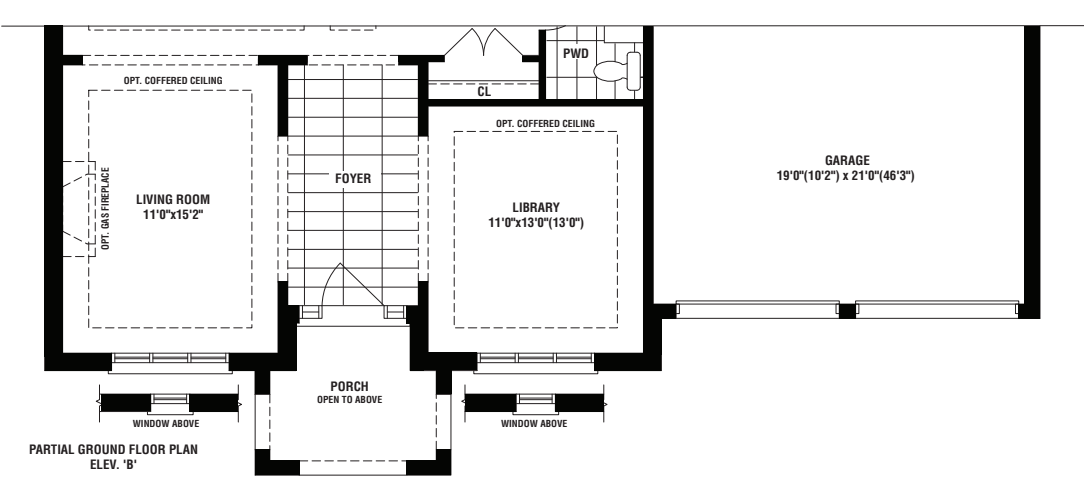 PWD
OPT. COFFERED CEILING
CL
OPT. COFFERED CEILING
GARAGE
19'0"(10'2") x 21'0"(46'3")
OPT. GAS FIREPLACE
FOYER
LIVING ROOM
11'0"x15'2"
LIBRARY
11'0"x13'0"(13'0")
PORCH
OPEN TO ABOVE
WINDOW ABOVE
WINDOW ABOVE
PARTIAL GROUND FLOOR PLAN
ELEV. 'B'